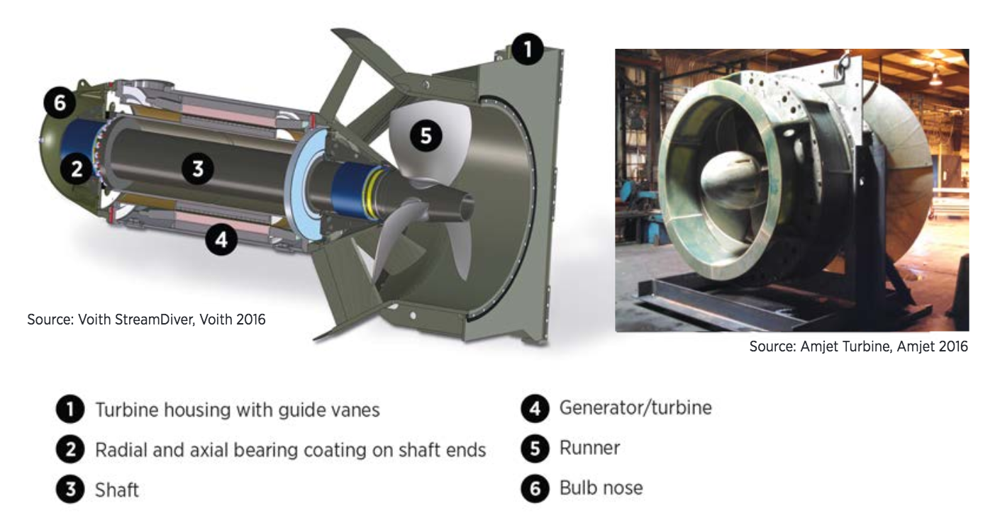 1
6
5
2
3
4
Source: Voith StreamDiver, Voith 2016
Source: Amjet Turbine, Amjet 2016
1 Turbine housing with guide vanes
2 Radial and axial bearing coating on shaft ends
3 Shaft
4 Generator/turbine
5 Runner
6 Bulb nose